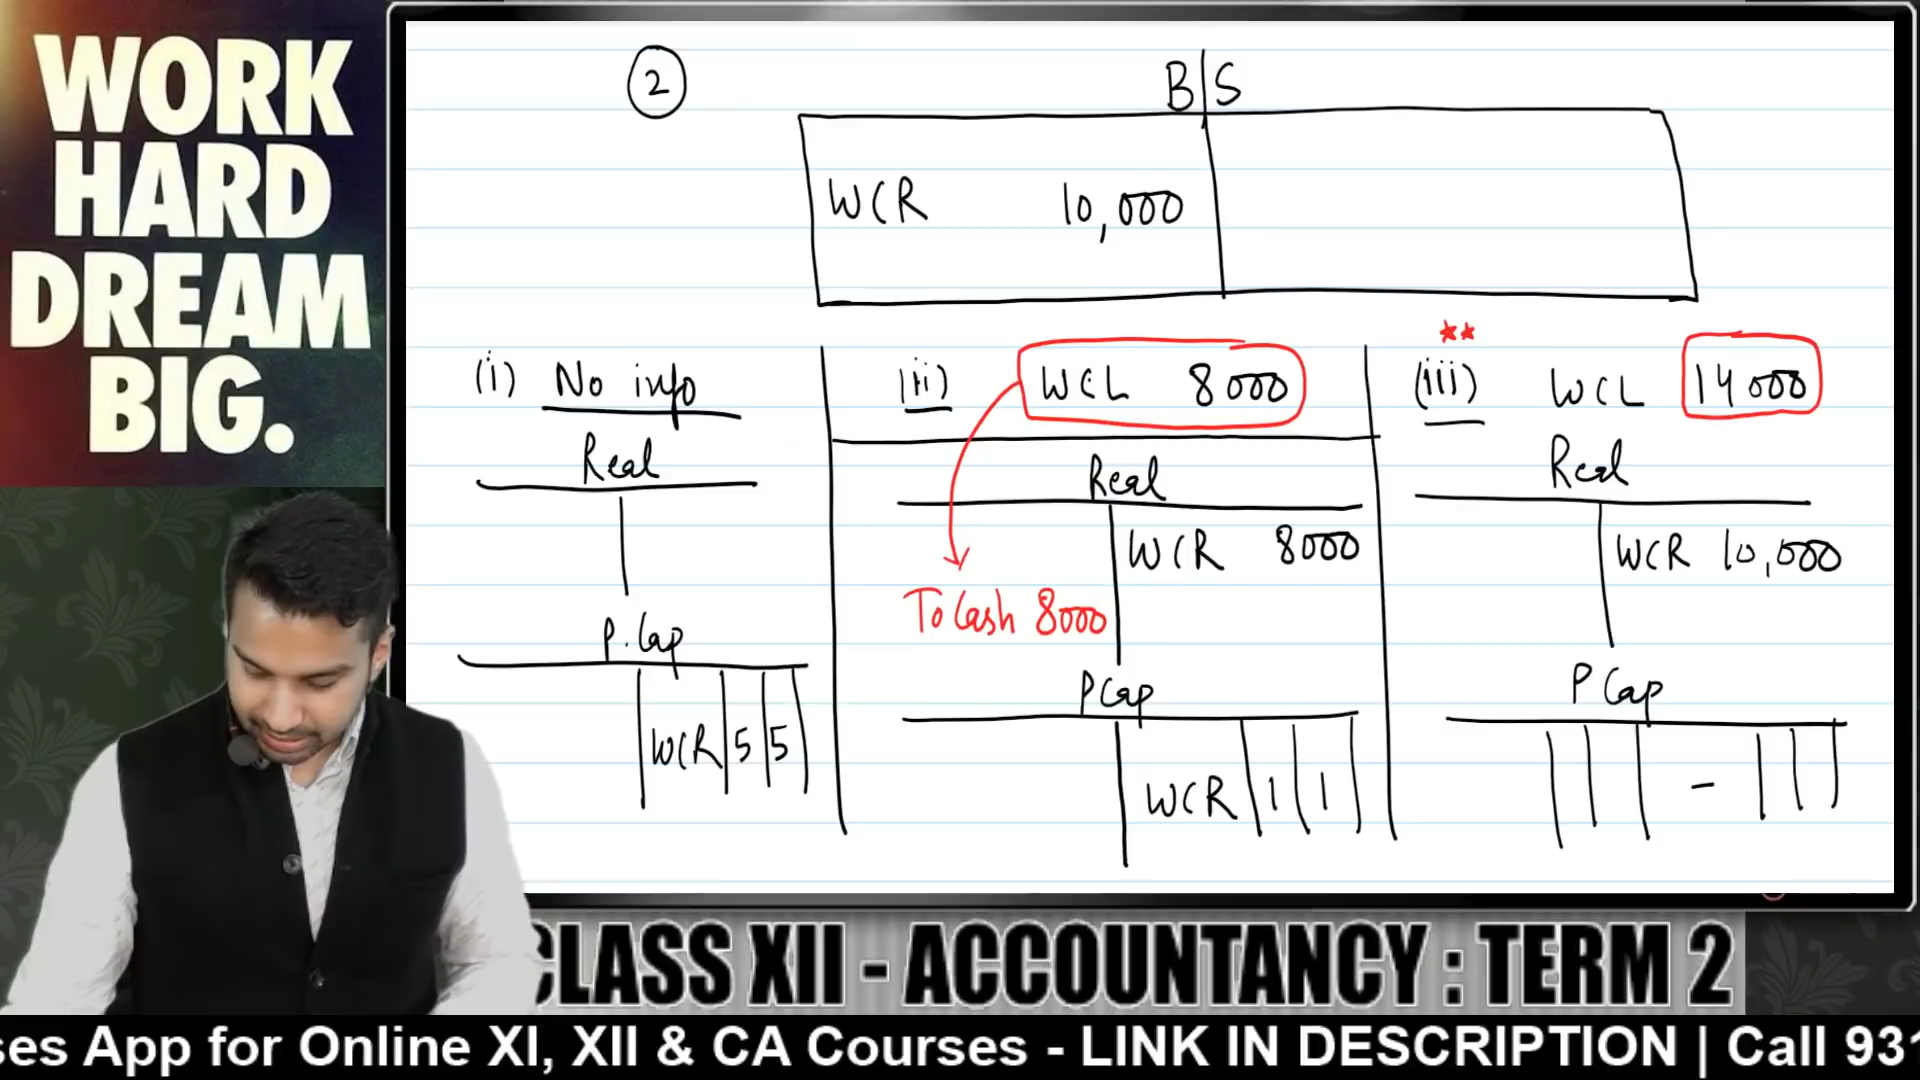 WORK
HARD
DREAM
BIG.
2
B/S
WCR 10,000
(i) No info
Real
P. Cap
WCR 5 5
(ii) WCL 8000
Real
WCR 8000
To Cash 8000
P Cap
WCR 1 1
**
(iii) WCL 14000
Real
WCR 10,000
P Cap
-
CLASS XII - ACCOUNTANCY : TERM 2
ses App for Online XI, XII & CA Courses - LINK IN DESCRIPTION | Call 931